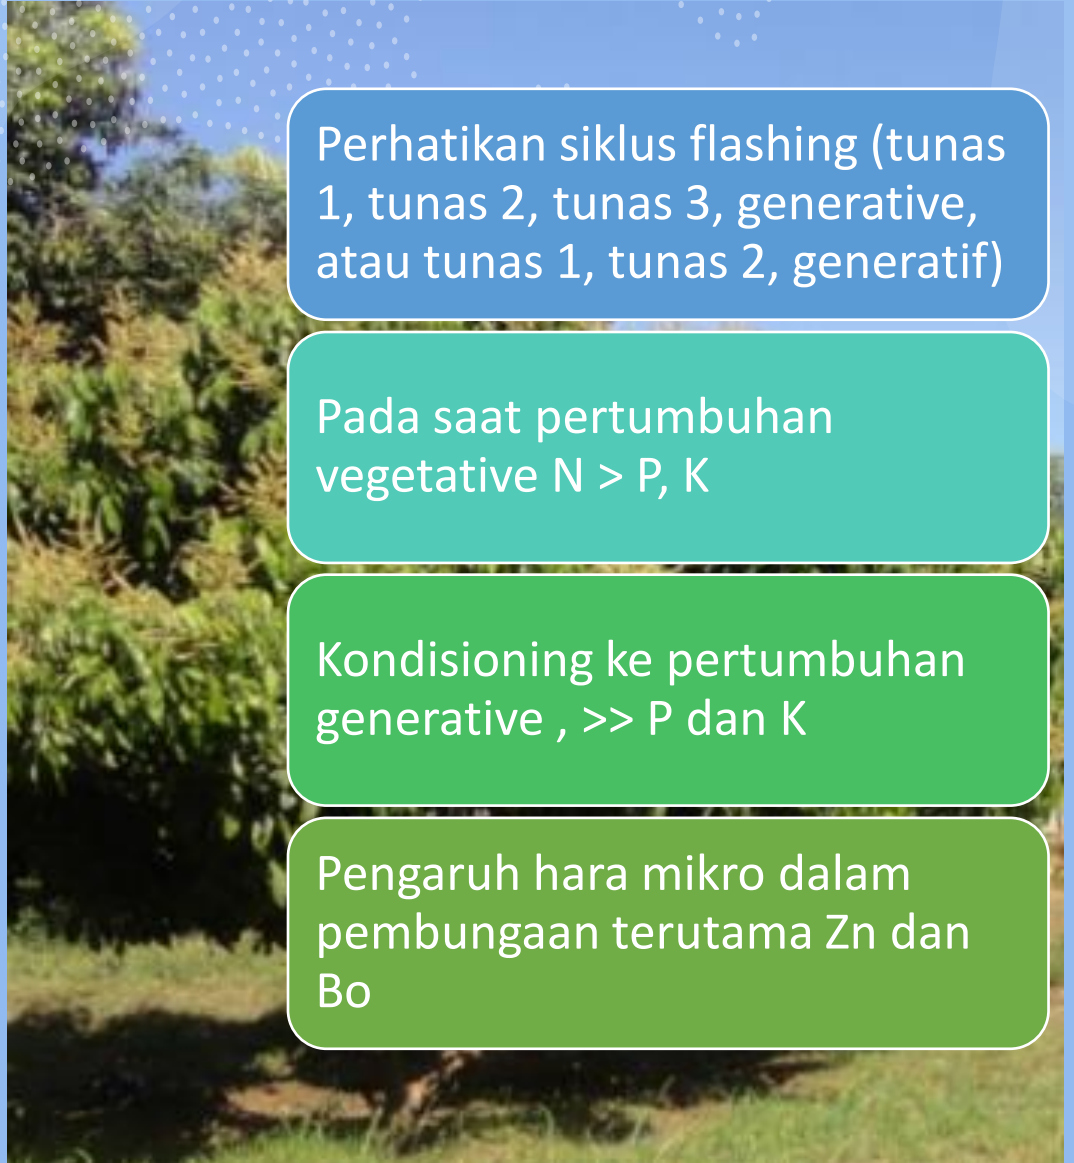 Perhatikan siklus flashing (tunas
1, tunas 2, tunas 3, generative,
atau tunas 1, tunas 2, generatif)
Pada saat pertumbuhan
vegetative N > P, K
Kondisioning ke pertumbuhan
generative , >> P dan K
Pengaruh hara mikro dalam
pembungaan terutama Zn dan
Bo